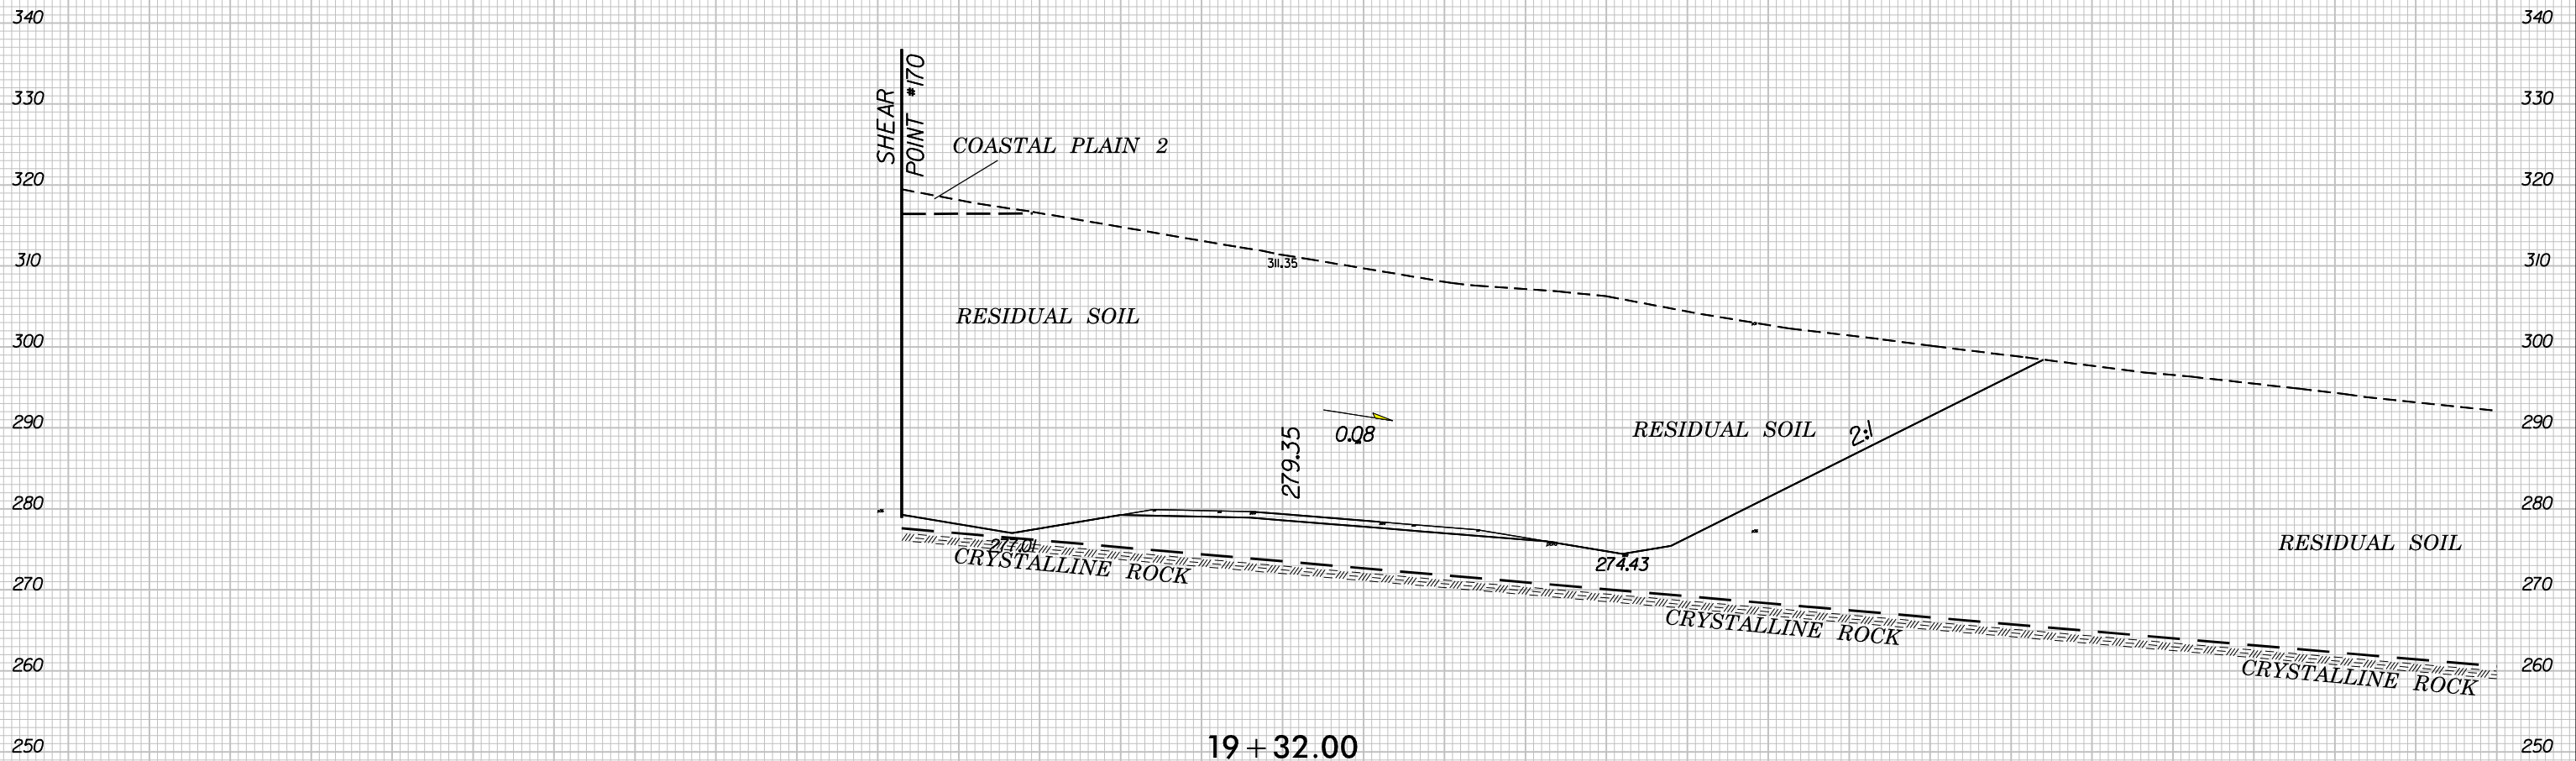 340 340
SHEAR
POINT #170
330 330
COASTAL PLAIN 2
320 320
310 311.35 310
RESIDUAL SOIL
300 300
290 279.35 0.08 RESIDUAL SOIL 2:1 290
280 280
277.01 RESIDUAL SOIL
CRYSTALLINE ROCK 274.43
270 270
CRYSTALLINE ROCK
260 CRYSTALLINE ROCK 260
250 19+32.00 250